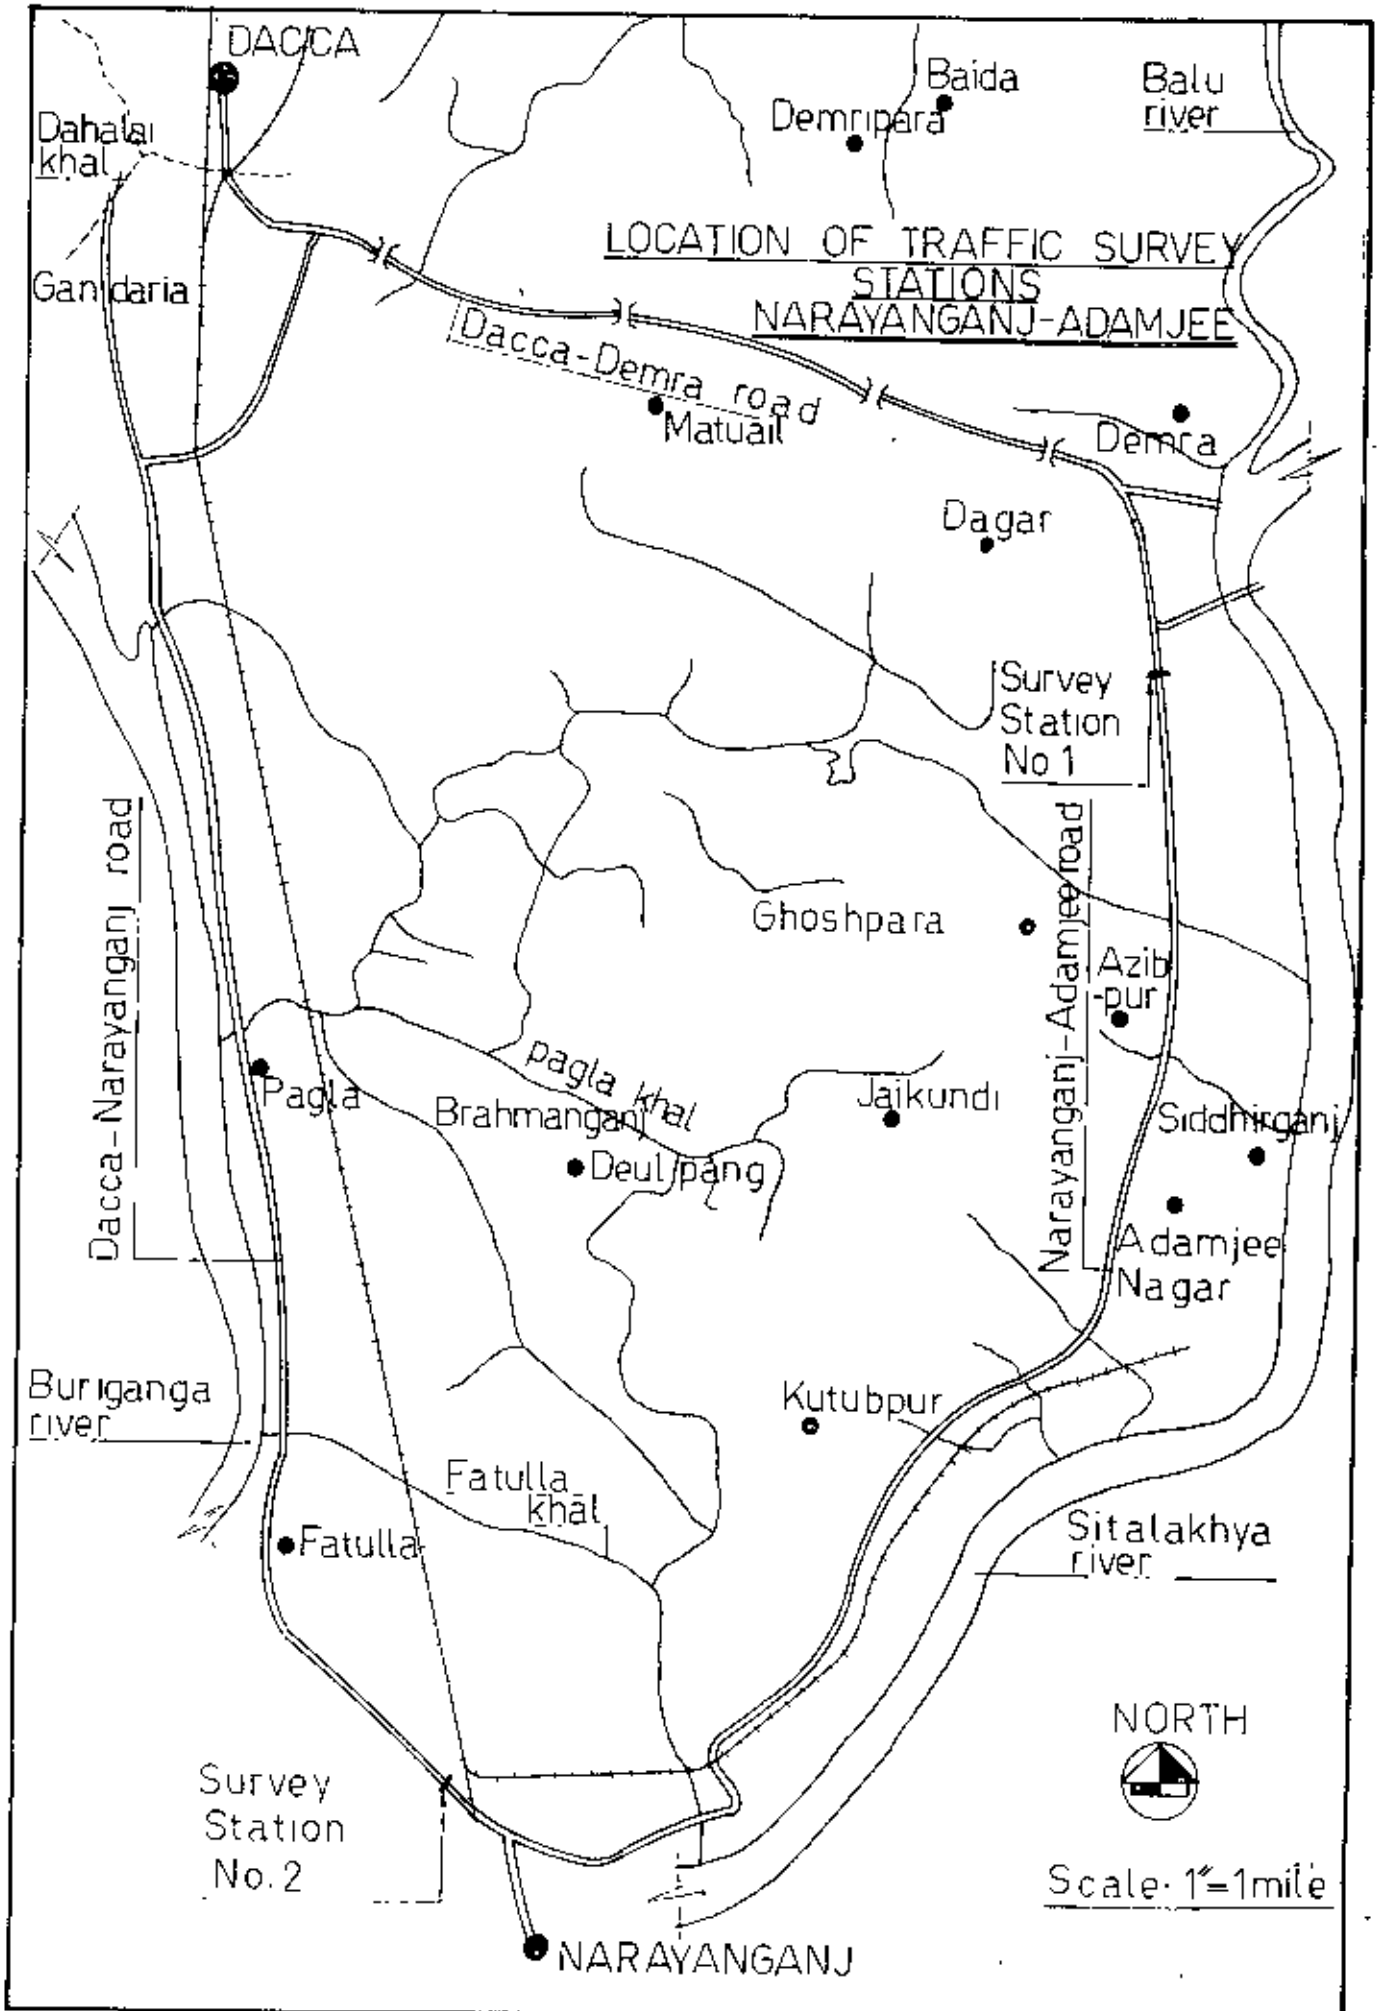 DACCA
Baida
Balu
river
Demripara
Dahalai
khal
LOCATION OF TRAFFIC SURVEY
STATIONS
NARAYANGANJ-ADAMJEE
Gandaria
Dacca-Demra road
Matuail
Demra
Dagar
Survey
Station
No 1
Dacca-Narayanganj road
Narayanganj-Adamjee road
Ghoshpara
Azib
-pur
Pagla
pagla khal
Brahmanganj
Jaikundi
Siddhirganj
Deulpang
Adamjee
Nagar
Buriganga
river
Kutubpur
Fatulla
khal
Fatulla
Sitalakhya
river
NORTH
Survey
Station
No. 2
Scale. 1"=1mile
NARAYANGANJ